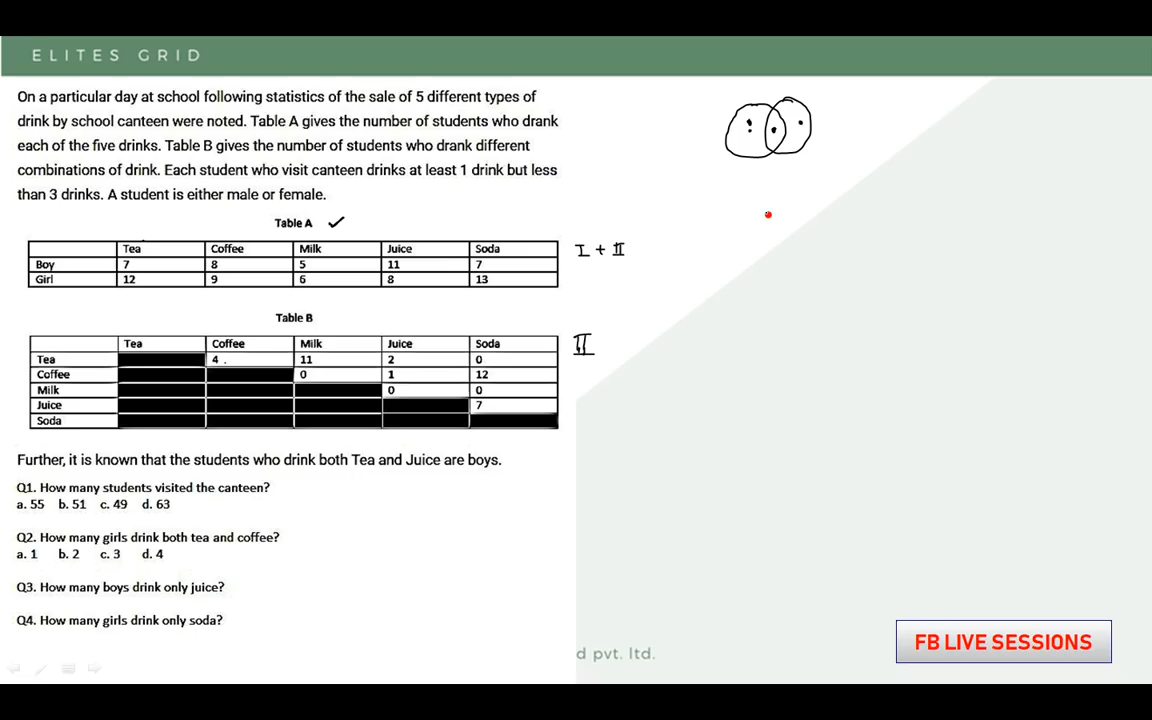 ELITES GRID
On a particular day at school following statistics of the sale of 5 different types of
drink by school canteen were noted. Table A gives the number of students who drank
each of the five drinks. Table B gives the number of students who drank different
combinations of drink. Each student who visit canteen drinks at least 1 drink but less
than 3 drinks. A student is either male or female.
Table A
Tea Coffee Milk Juice Soda
Boy 7 8 5 11 7
Girl 12 9 6 8 13
I + II
Table B
Tea Coffee Milk Juice Soda
Tea 4 11 2 0
Coffee 0 1 12
Milk 0 0
Juice 7
Soda
II
Further, it is known that the students who drink both Tea and Juice are boys.
Q1. How many students visited the canteen?
a. 55 b. 51 c. 49 d. 63
Q2. How many girls drink both tea and coffee?
a. 1 b. 2 c. 3 d. 4
Q3. How many boys drink only juice?
Q4. How many girls drink only soda?
d pvt. ltd.
FB LIVE SESSIONS